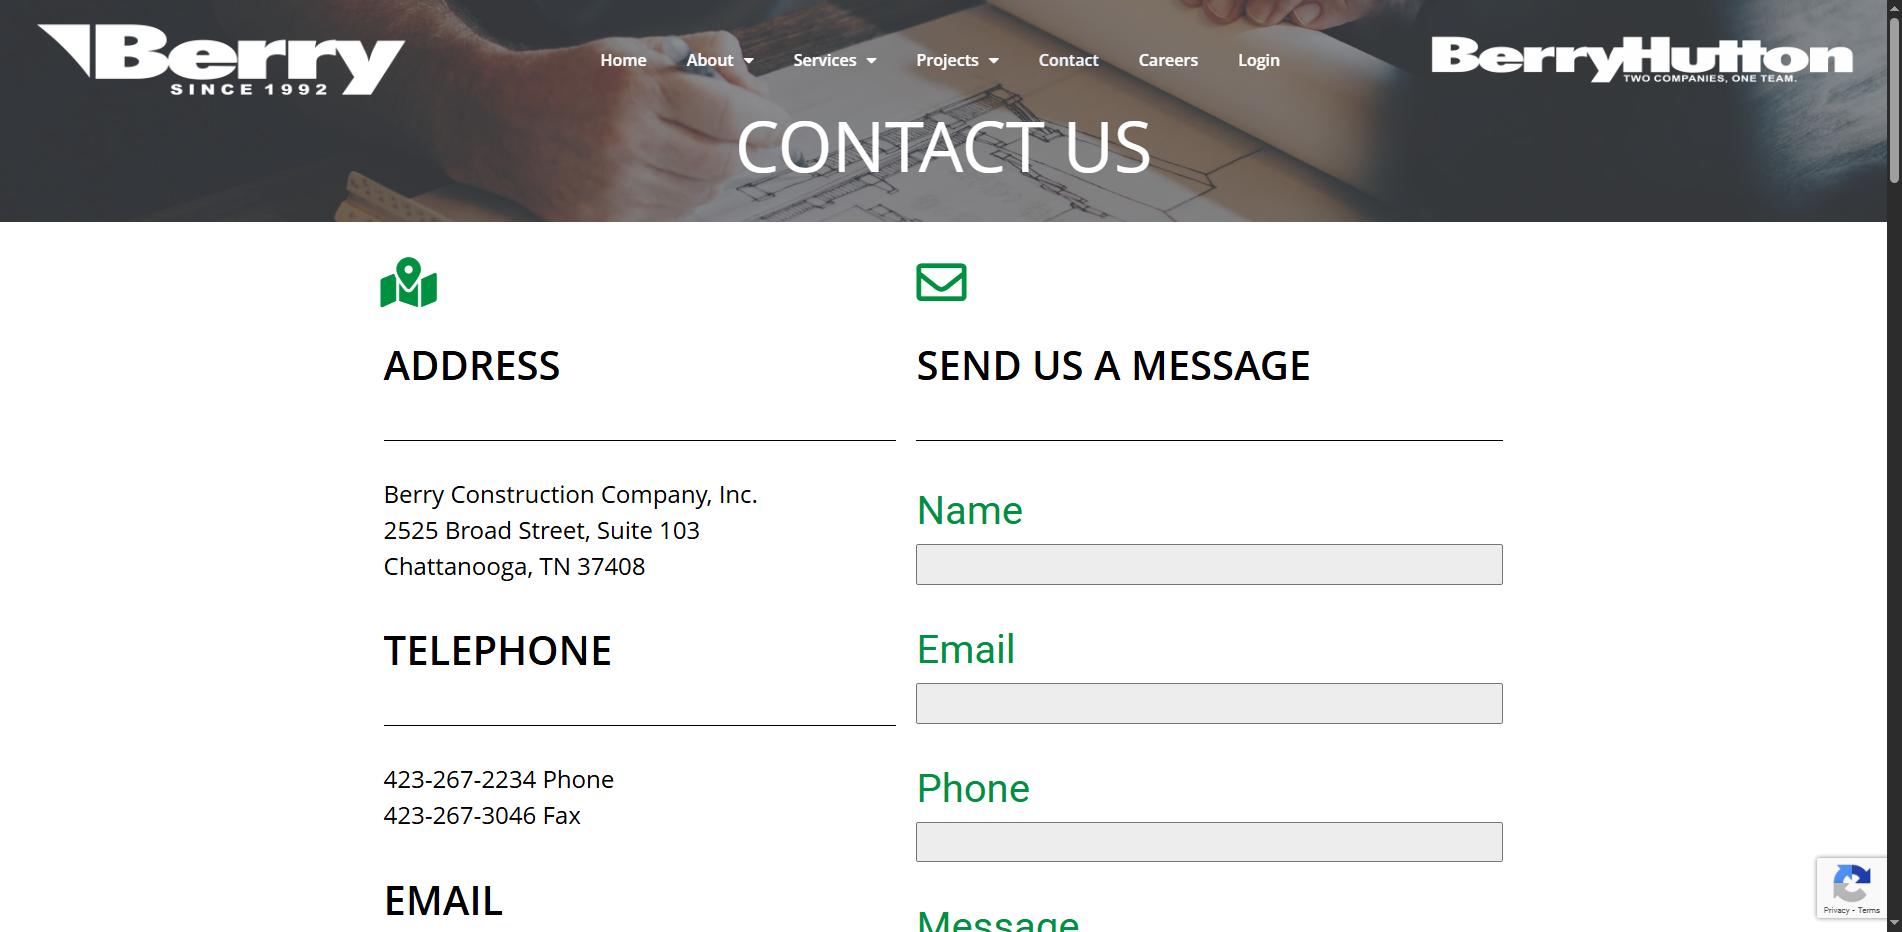 Berry
SINCE 1992
Home
About
Services
Projects
Contact
Careers
Login
BerryHutton
TWO COMPANIES, ONE TEAM.
CONTACT US
ADDRESS
Berry Construction Company, Inc.
2525 Broad Street, Suite 103
Chattanooga, TN 37408
TELEPHONE
423-267-2234 Phone
423-267-3046 Fax
EMAIL
SEND US A MESSAGE
Name
Email
Phone
Message
Privacy - Terms